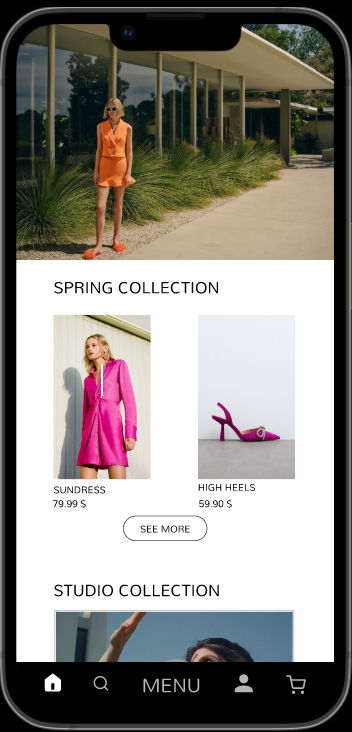 SPRING COLLECTION
SUNDRESS
79.99 $
HIGH HEELS
59.90 $
SEE MORE
STUDIO COLLECTION
MENU